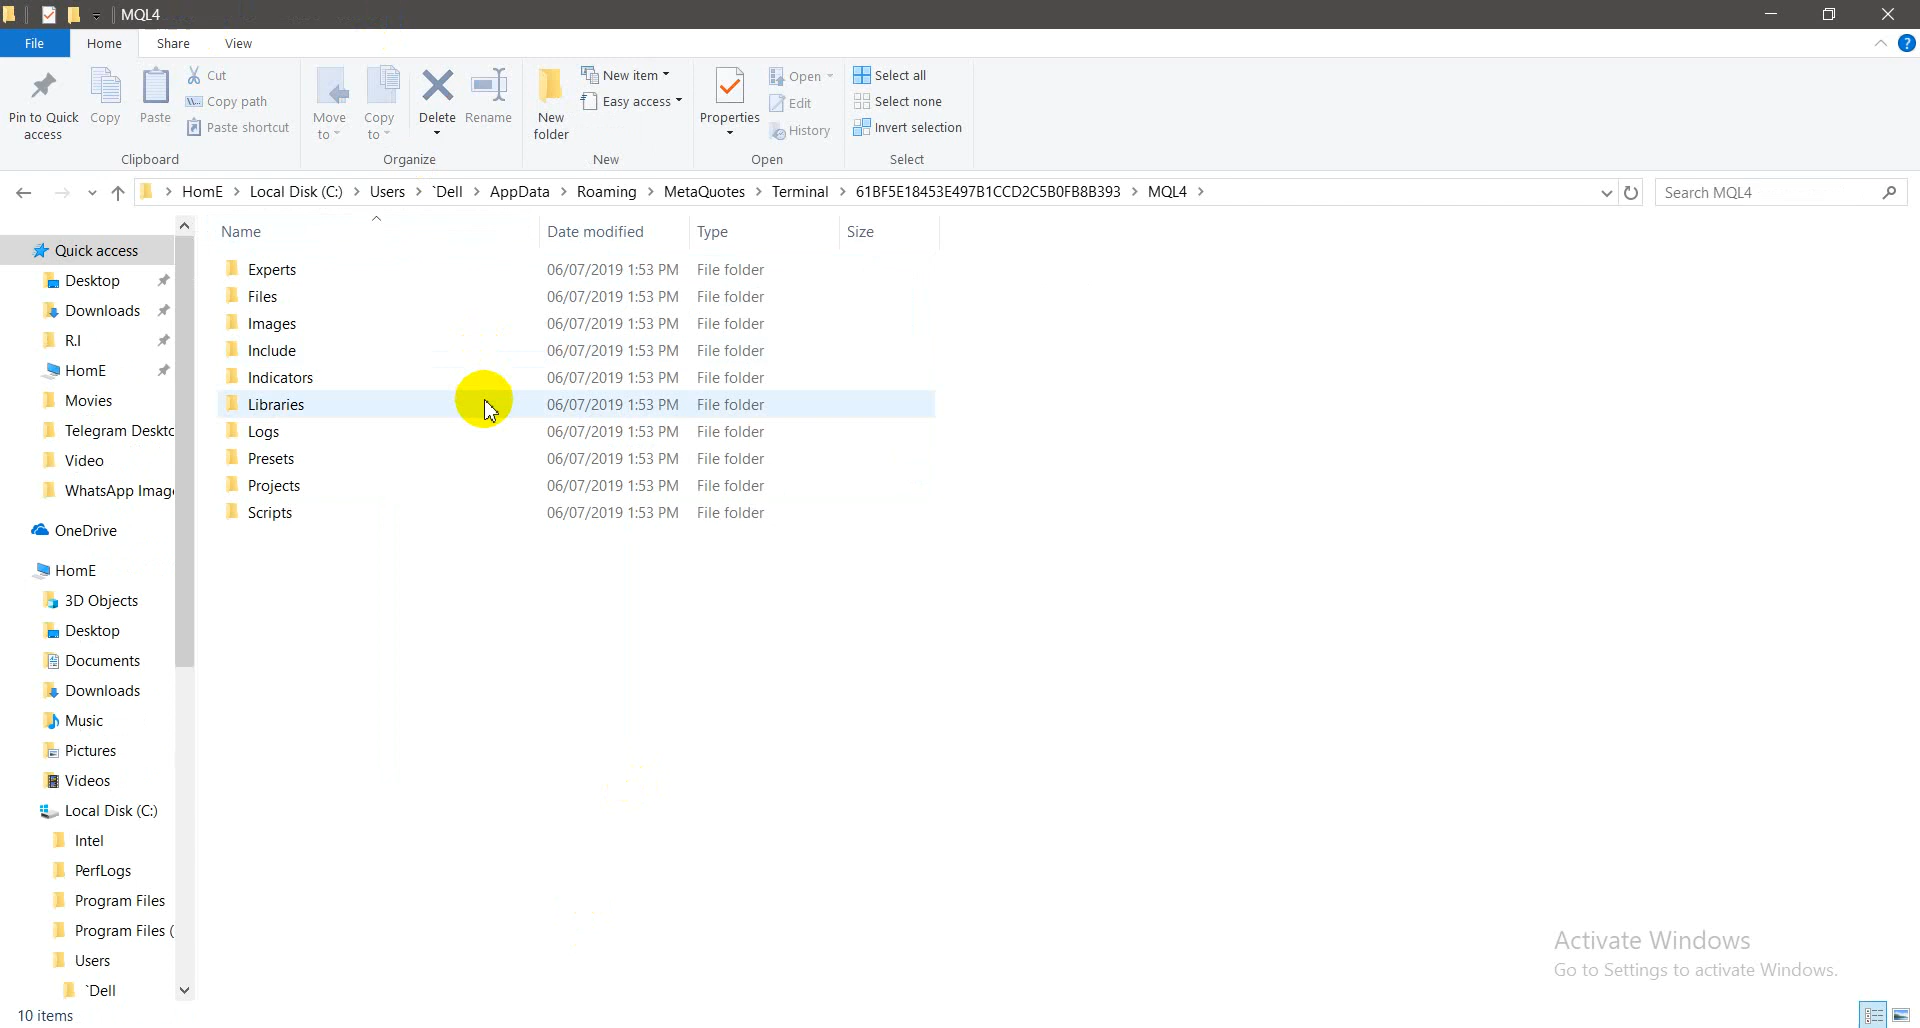 MQL4
File Home Share View
Pin to Quick access
Copy
Paste
Cut
Copy path
Paste shortcut
Clipboard
Move to
Copy to
Delete
Rename
Organize
New folder
New item
Easy access
New
Properties
Open
Edit
History
Open
Select all
Select none
Invert selection
Select
HomE > Local Disk (C:) > Users > `Dell > AppData > Roaming > MetaQuotes > Terminal > 61BF5E18453E497B1CCD2C5B0FB8B393 > MQL4 >
Search MQL4
Name Date modified Type Size
Experts 06/07/2019 1:53 PM File folder
Files 06/07/2019 1:53 PM File folder
Images 06/07/2019 1:53 PM File folder
Include 06/07/2019 1:53 PM File folder
Indicators 06/07/2019 1:53 PM File folder
Libraries 06/07/2019 1:53 PM File folder
Logs 06/07/2019 1:53 PM File folder
Presets 06/07/2019 1:53 PM File folder
Projects 06/07/2019 1:53 PM File folder
Scripts 06/07/2019 1:53 PM File folder
Quick access
Desktop
Downloads
R.I
HomE
Movies
Telegram Deskto
Video
WhatsApp Imag
OneDrive
HomE
3D Objects
Desktop
Documents
Downloads
Music
Pictures
Videos
Local Disk (C:)
Intel
PerfLogs
Program Files
Program Files (
Users
`Dell
10 items
Activate Windows
Go to Settings to activate Windows.